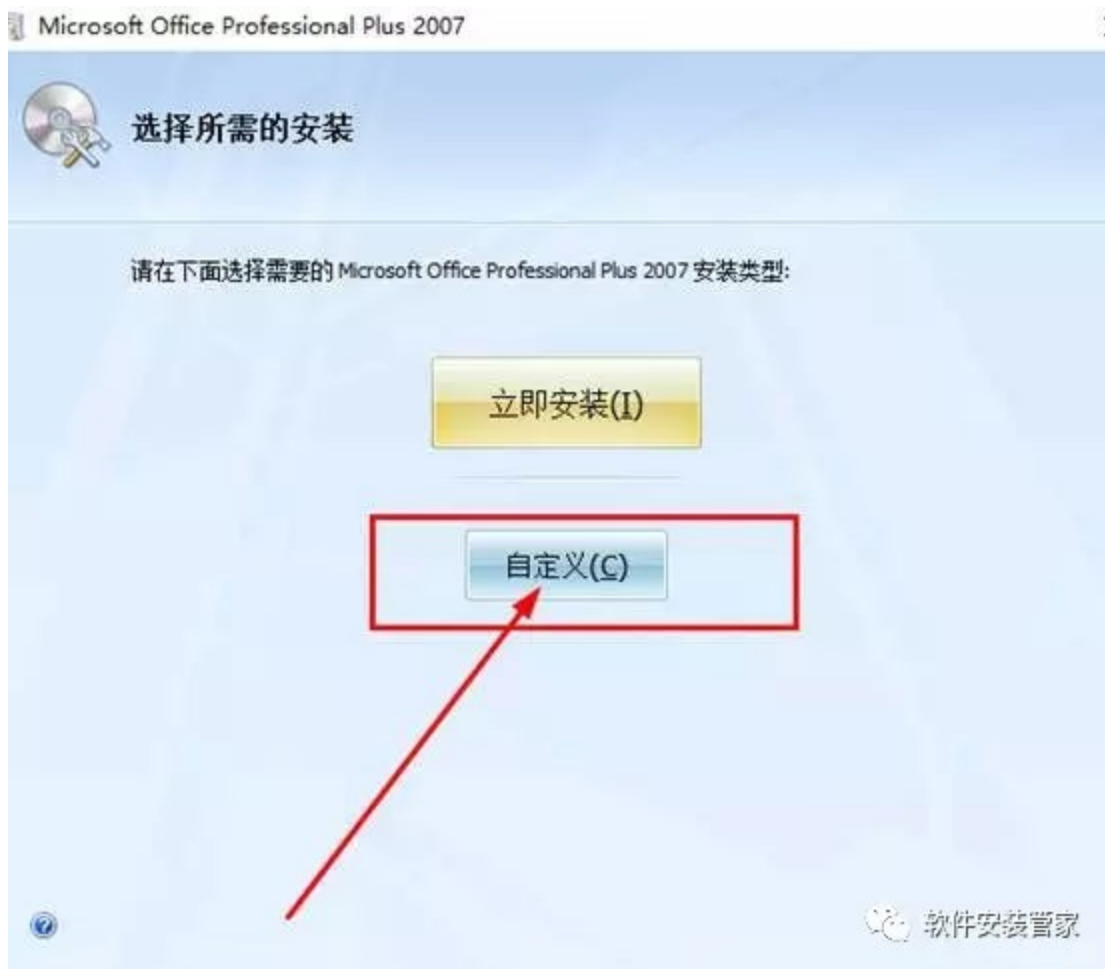 Microsoft Office Professional Plus 2007
选择所需的安装
请在下面选择需要的 Microsoft Office Professional Plus 2007 安装类型:
立即安装(I)
自定义(C)
软件安装管家